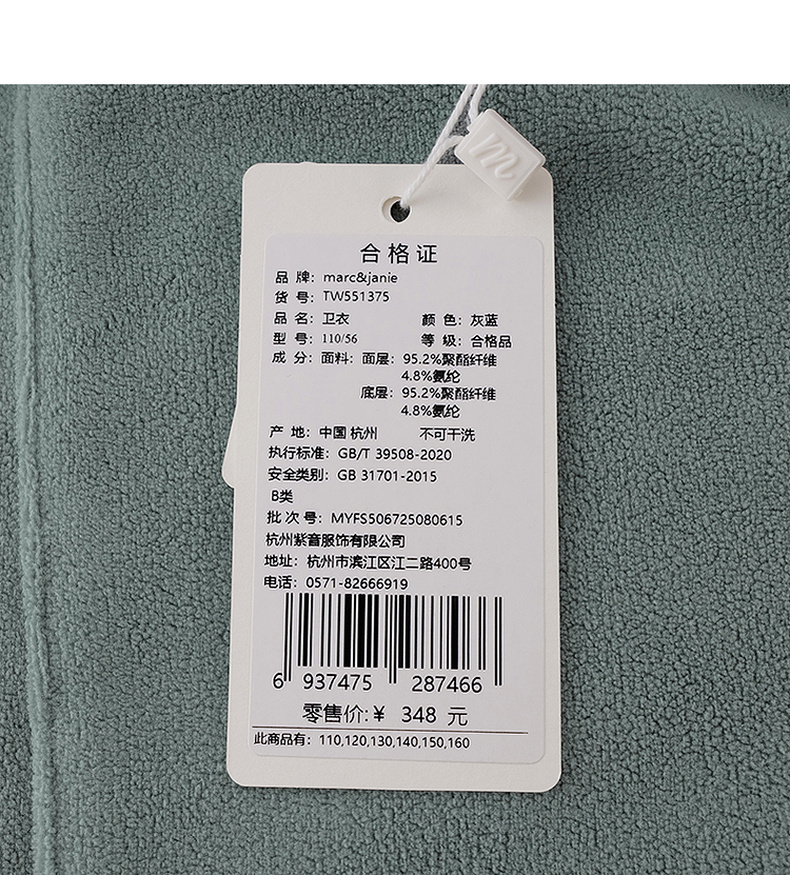 m
合格证
品 牌：marc&janie
货 号：TW551375
品 名：卫衣 颜 色：灰蓝
型 号：110/56 等 级：合格品
成 分：面料：面层：95.2%聚酯纤维
4.8%氨纶
底层：95.2%聚酯纤维
4.8%氨纶
产 地：中国 杭州 不可干洗
执行标准：GB/T 39508-2020
安全类别：GB 31701-2015
B类
批 次 号：MYFS506725080615
杭州紫音服饰有限公司
地址：杭州市滨江区江二路400号
电话：0571-82666919
6 937475 287466
零售价:￥ 348 元
此商品有：110,120,130,140,150,160